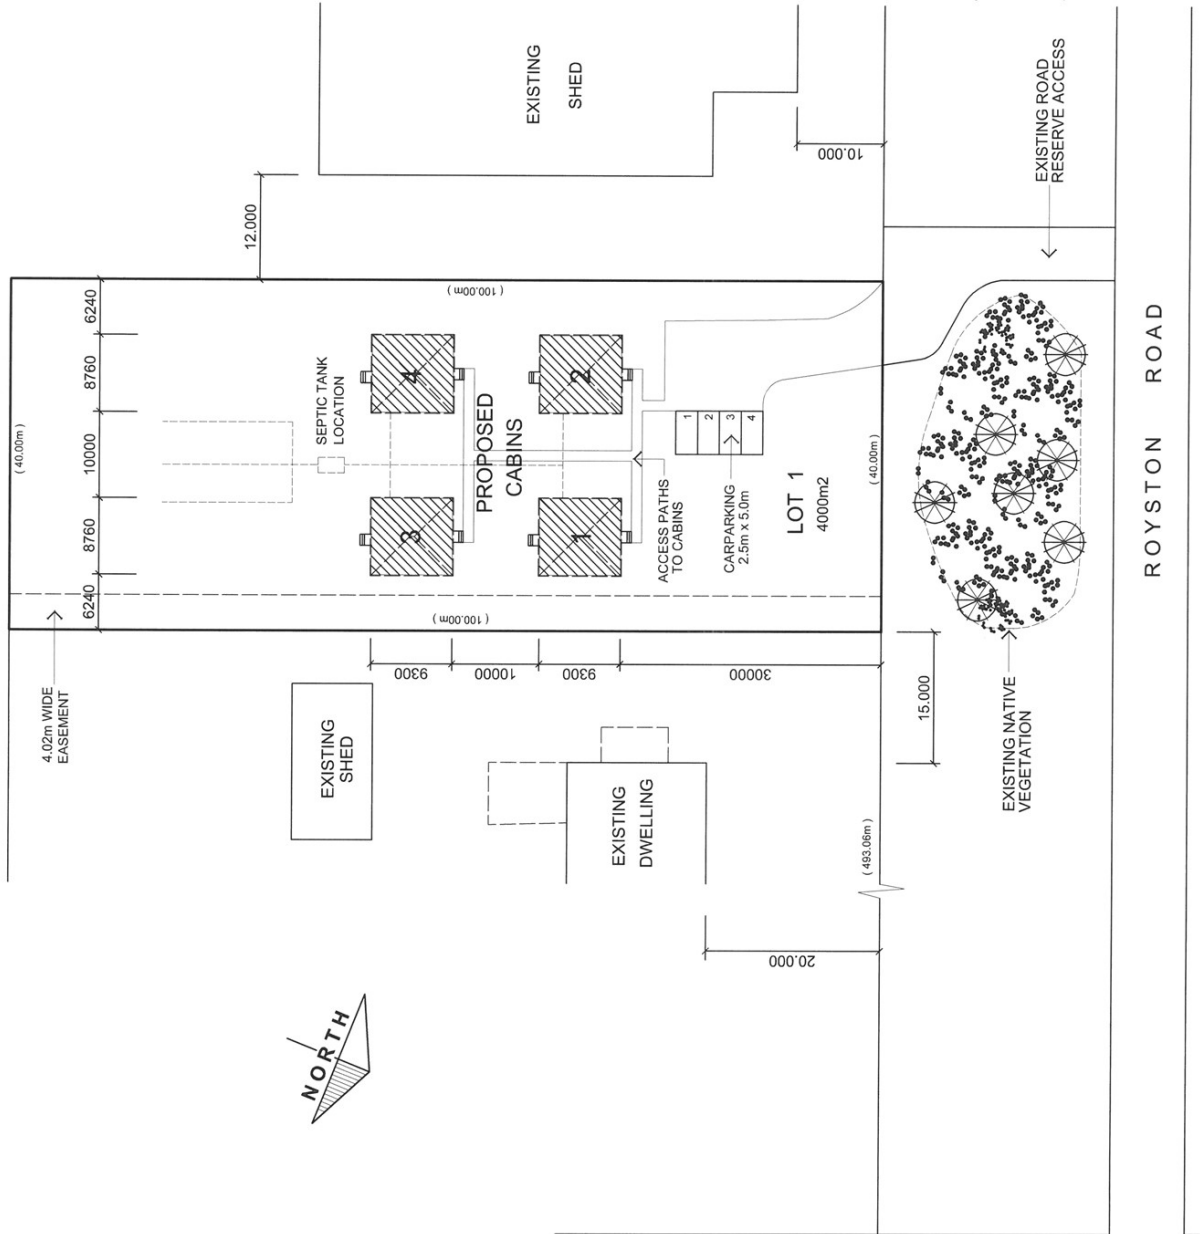 EXISTING
SHED
EXISTING ROAD
RESERVE ACCESS
10.000
12.000
( 100.00m )
6240
8760
10000
8760
6240
( 40.00m )
SEPTIC TANK
LOCATION
4
2
3
1
PROPOSED
CABINS
1
2
3
4
ACCESS PATHS
TO CABINS
CARPARKING
2.5m x 5.0m
LOT 1
4000m2
( 40.00m )
( 100.00m )
ROYSTON ROAD
4.02m WIDE
EASEMENT
9300
10000
9300
30000
15.000
EXISTING NATIVE
VEGETATION
EXISTING
SHED
EXISTING
DWELLING
( 493.06m )
20.000
NORTH